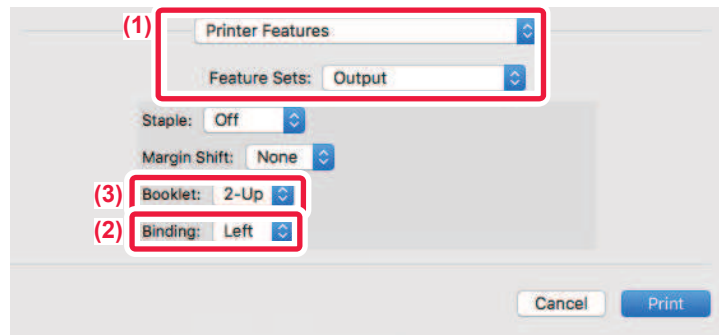 (1) Printer Features
Feature Sets: Output
Staple: Off
Margin Shift: None
(3) Booklet: 2-Up
(2) Binding: Left
Cancel Print